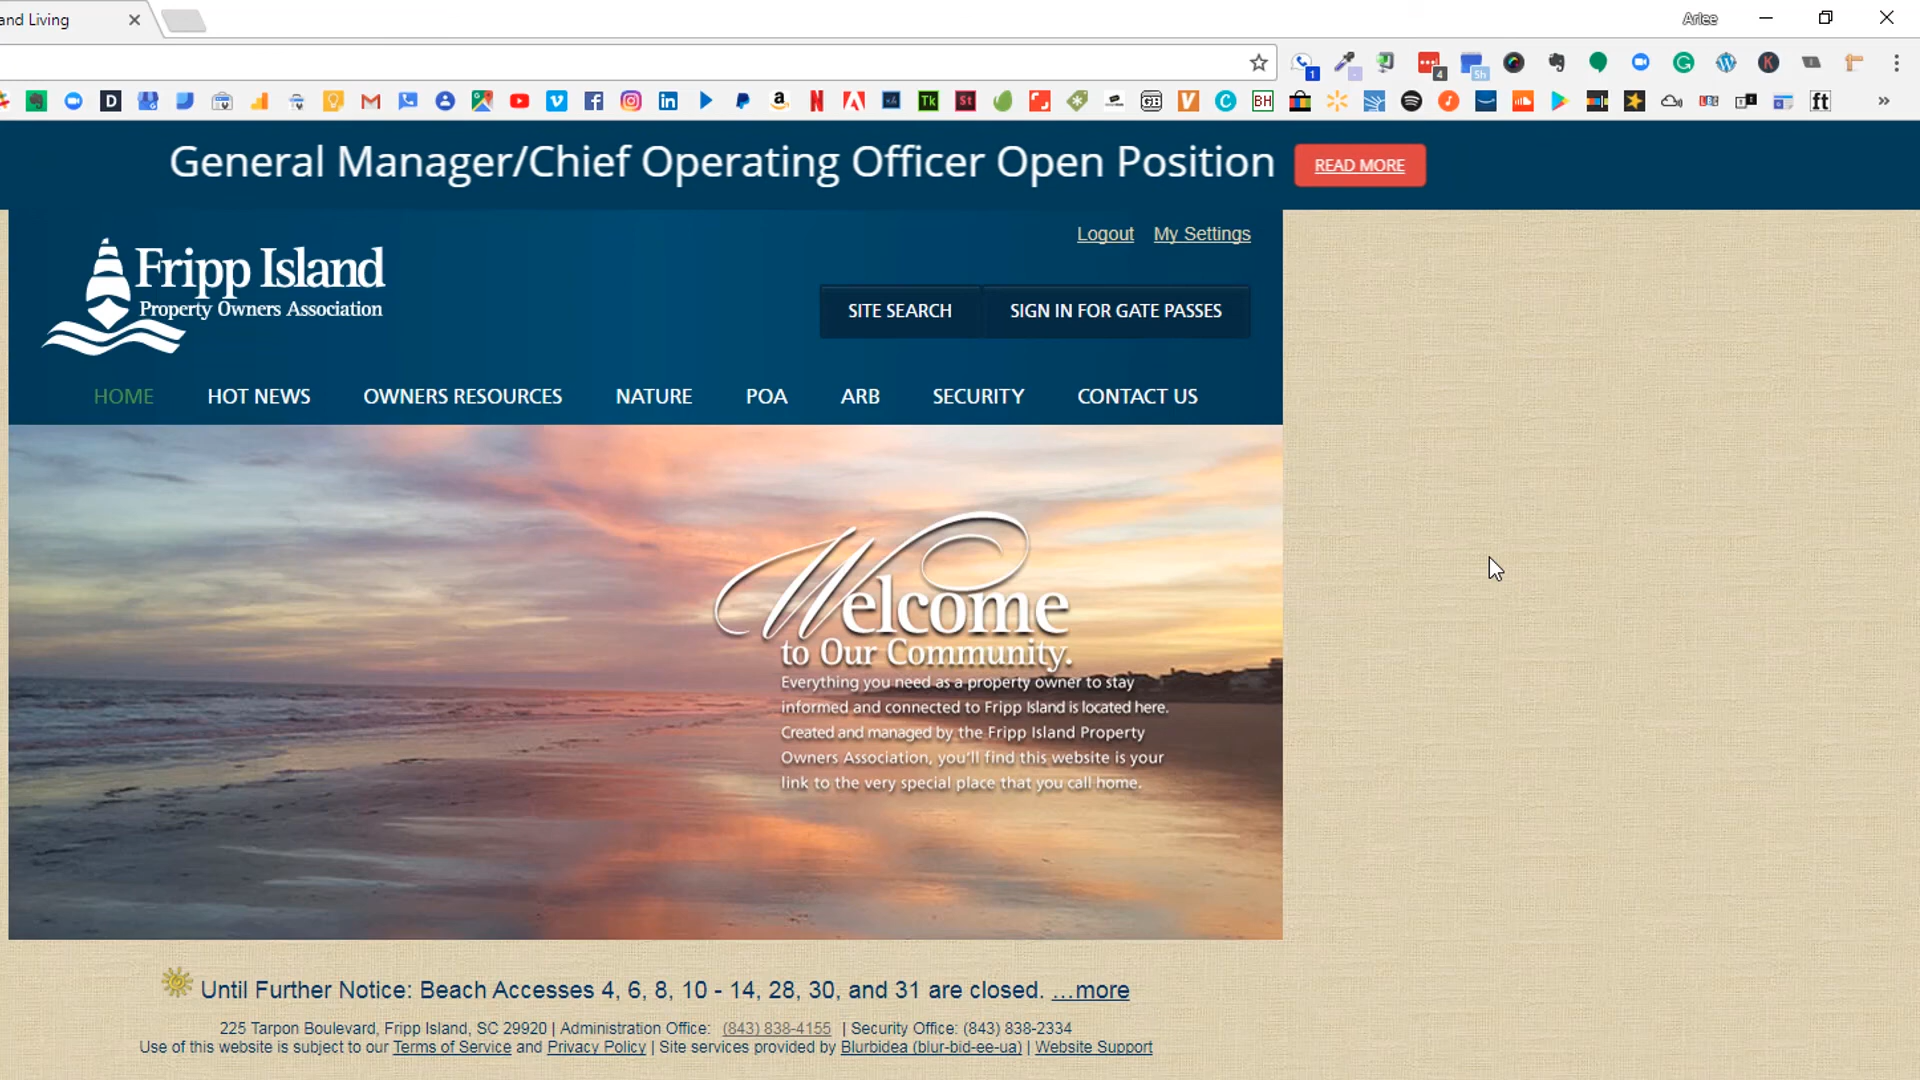 and Living
Arlee
General Manager/Chief Operating Officer Open Position READ MORE
Logout My Settings
Fripp Island
Property Owners Association
SITE SEARCH SIGN IN FOR GATE PASSES
HOME HOT NEWS OWNERS RESOURCES NATURE POA ARB SECURITY CONTACT US
Welcome
to Our Community.
Everything you need as a property owner to stay
informed and connected to Fripp Island is located here.
Created and managed by the Fripp Island Property
Owners Association, you'll find this website is your
link to the very special place that you call home.
Until Further Notice: Beach Accesses 4, 6, 8, 10 - 14, 28, 30, and 31 are closed. ...more
225 Tarpon Boulevard, Fripp Island, SC 29920 | Administration Office: (843) 838-4155 | Security Office: (843) 838-2334
Use of this website is subject to our Terms of Service and Privacy Policy | Site services provided by Blurbidea (blur-bid-ee-ua) | Website Support